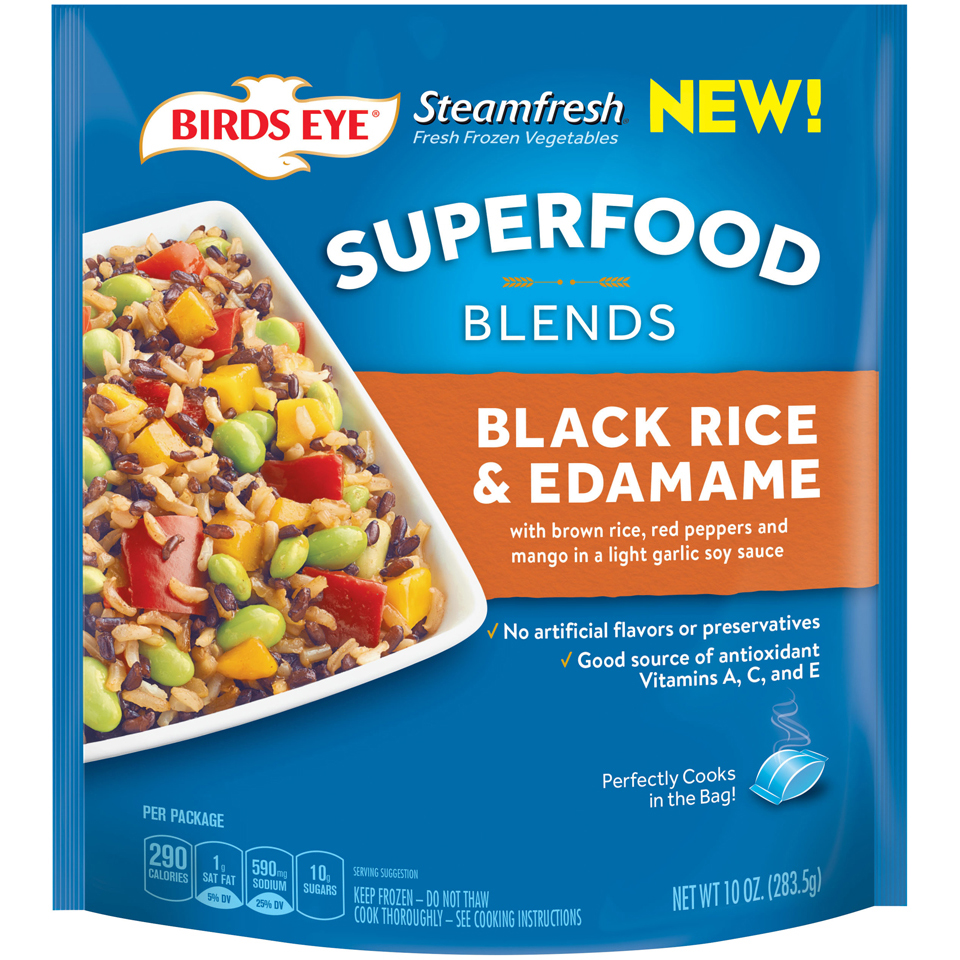 BIRDS EYE®
Steamfresh
Fresh Frozen Vegetables
NEW!
SUPERFOOD
BLENDS
BLACK RICE
& EDAMAME
with brown rice, red peppers and
mango in a light garlic soy sauce
✓ No artificial flavors or preservatives
✓ Good source of antioxidant
Vitamins A, C, and E
Perfectly Cooks
in the Bag!
PER PACKAGE
290
CALORIES
1g
SAT FAT
5% DV
590mg
SODIUM
25% DV
10g
SUGARS
SERVING SUGGESTION
KEEP FROZEN – DO NOT THAW
COOK THOROUGHLY – SEE COOKING INSTRUCTIONS
NET WT 10 OZ. (283.5g)